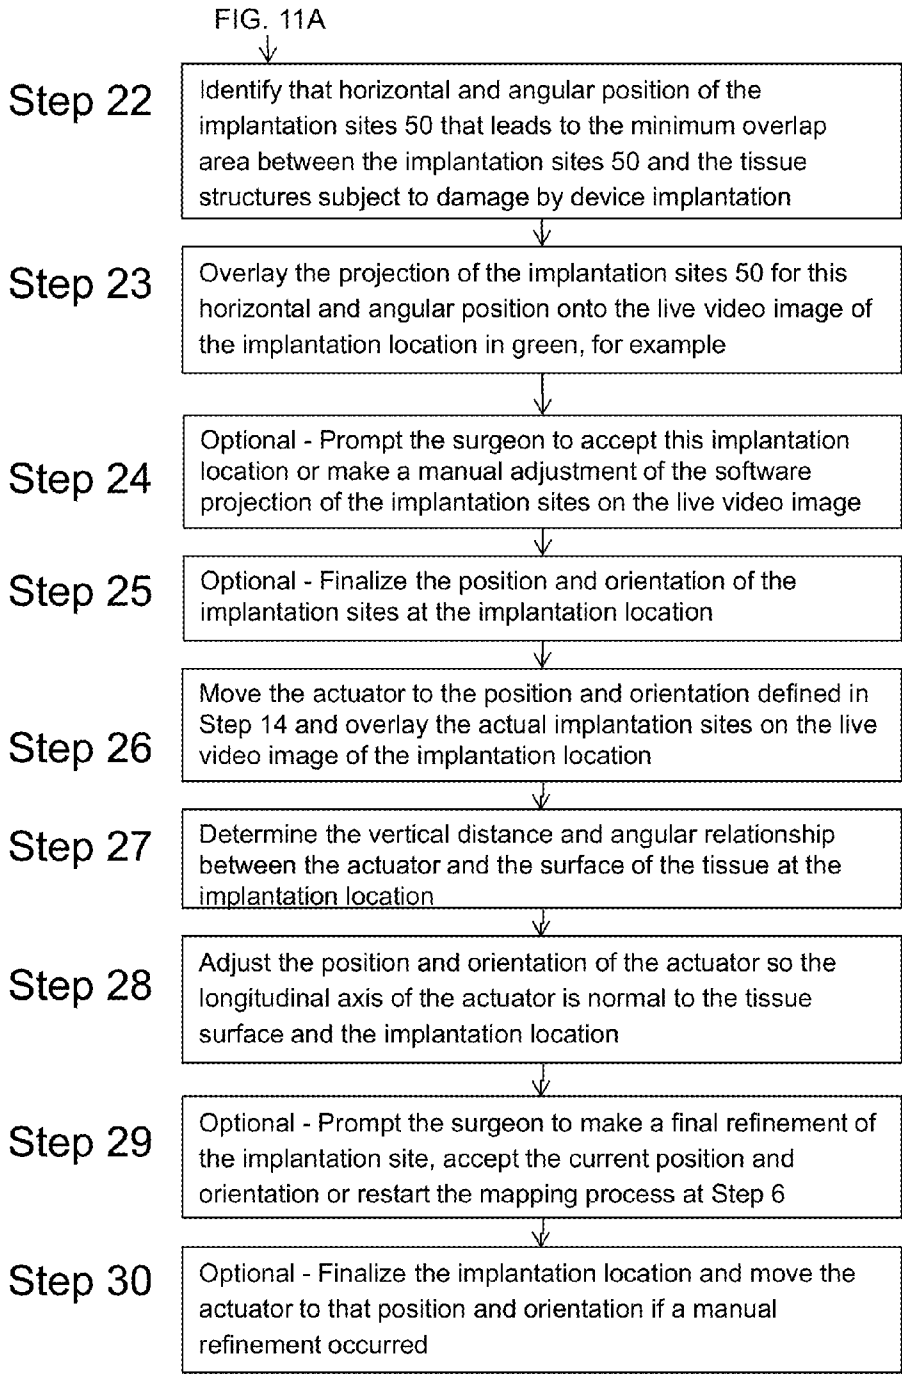 FIG. 11A
Step 22
Identify that horizontal and angular position of the
implantation sites 50 that leads to the minimum overlap
area between the implantation sites 50 and the tissue
structures subject to damage by device implantation
Step 23
Overlay the projection of the implantation sites 50 for this
horizontal and angular position onto the live video image of
the implantation location in green, for example
Step 24
Optional - Prompt the surgeon to accept this implantation
location or make a manual adjustment of the software
projection of the implantation sites on the live video image
Step 25
Optional - Finalize the position and orientation of the
implantation sites at the implantation location
Step 26
Move the actuator to the position and orientation defined in
Step 14 and overlay the actual implantation sites on the live
video image of the implantation location
Step 27
Determine the vertical distance and angular relationship
between the actuator and the surface of the tissue at the
implantation location
Step 28
Adjust the position and orientation of the actuator so the
longitudinal axis of the actuator is normal to the tissue
surface and the implantation location
Step 29
Optional - Prompt the surgeon to make a final refinement of
the implantation site, accept the current position and
orientation or restart the mapping process at Step 6
Step 30
Optional - Finalize the implantation location and move the
actuator to that position and orientation if a manual
refinement occurred